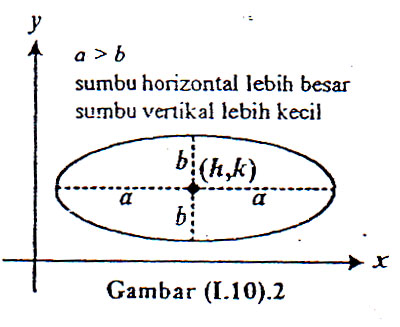 y
a > b
sumbu horizontal lebih besar
sumbu vertikal lebih kecil
b (h,k)
a a
b
x
Gambar (I.10).2